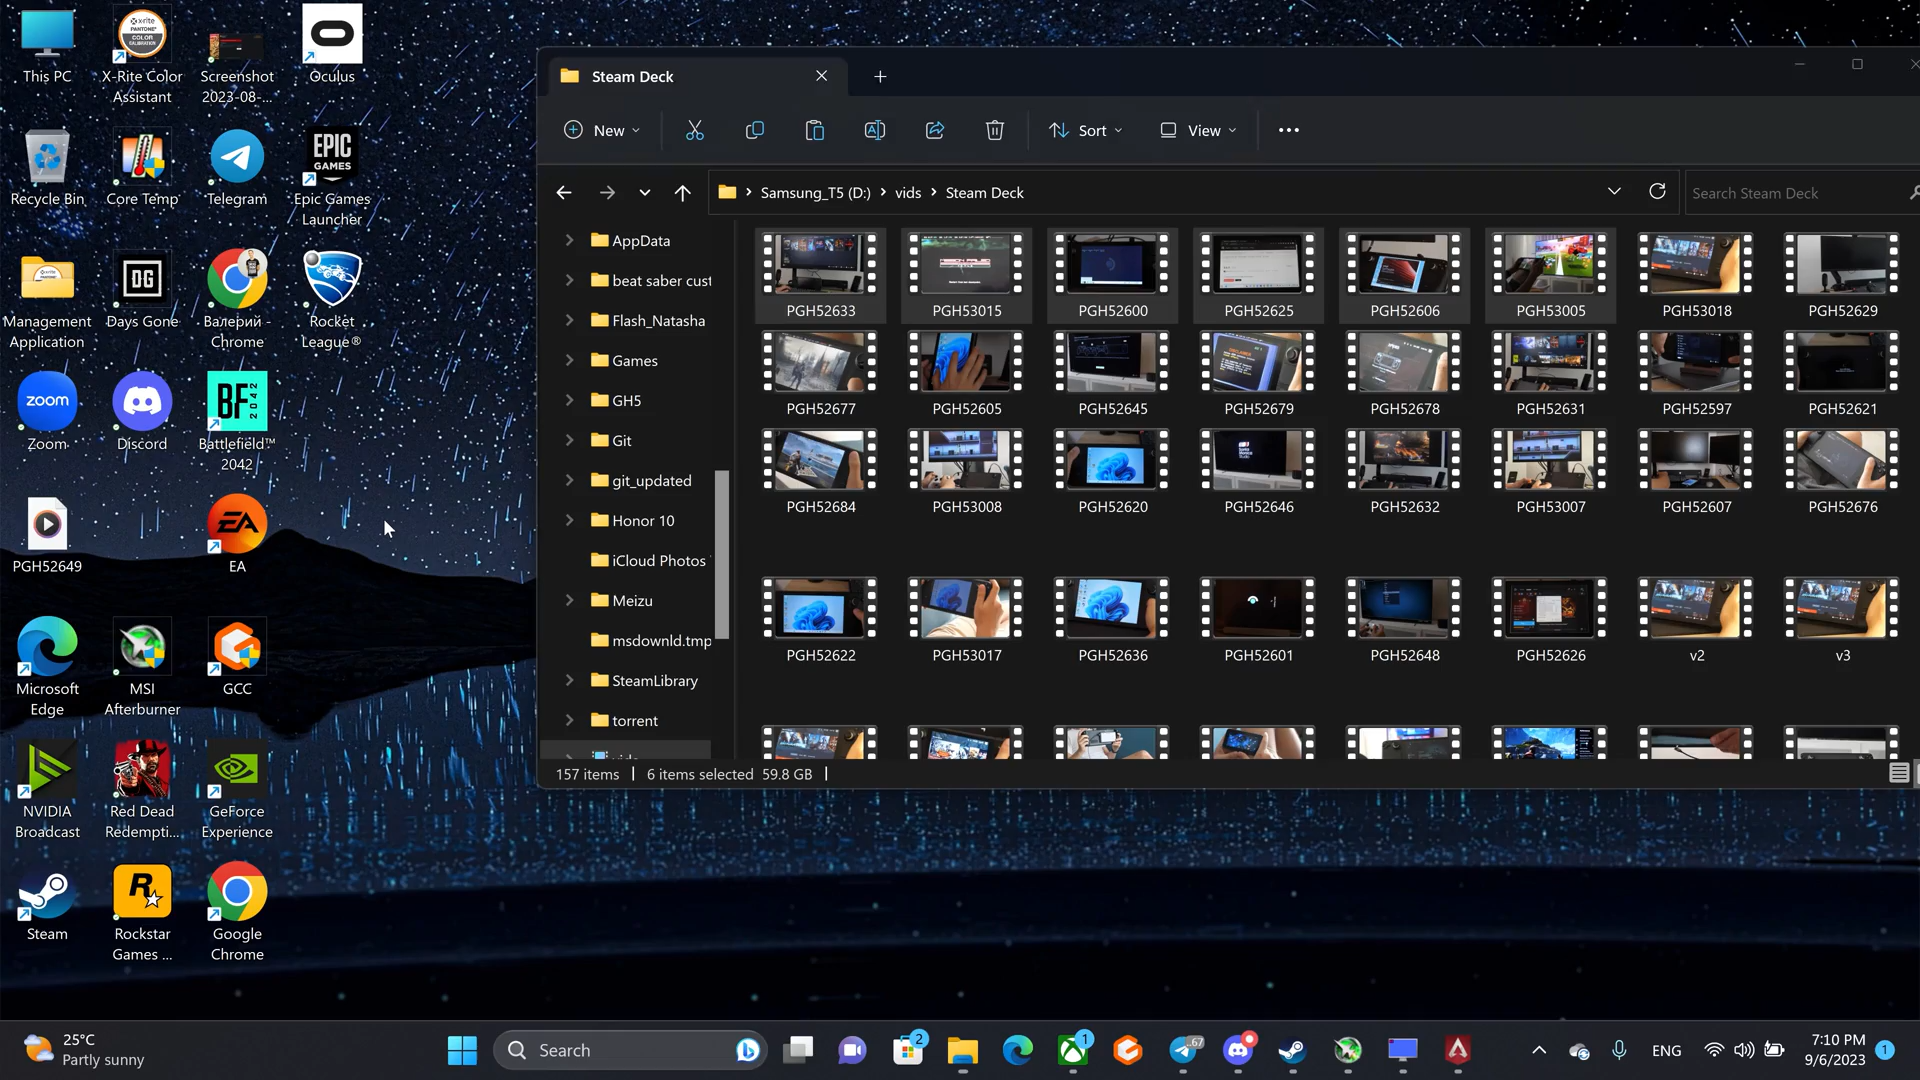 This PC
X-Rite Color
Assistant
Screenshot
2023-08-...
Oculus
Recycle Bin
Core Temp
Telegram
EPIC
GAMES
Epic Games
Launcher
Management
Application
DG
Days Gone
Валерий -
Chrome
Rocket
League®
zoom
Zoom
Discord
BF
2042
Battlefield™
2042
PGH52649
EA
EA
Microsoft
Edge
MSI
Afterburner
GCC
NVIDIA
Broadcast
Red Dead
Redempti...
GeForce
Experience
Steam
R
Rockstar
Games ...
Google
Chrome
Steam Deck
New
Sort
View
Samsung_T5 (D:) > vids > Steam Deck
Search Steam Deck
AppData
beat saber cust
Flash_Natasha
Games
GH5
Git
git_updated
Honor 10
iCloud Photos
Meizu
msdownld.tmp
SteamLibrary
torrent
PGH52633 PGH53015 PGH52600 PGH52625 PGH52606 PGH53005 PGH53018 PGH52629
PGH52677 PGH52605 PGH52645 PGH52679 PGH52678 PGH52631 PGH52597 PGH52621
PGH52684 PGH53008 PGH52620 PGH52646 PGH52632 PGH53007 PGH52607 PGH52676
PGH52622 PGH53017 PGH52636 PGH52601 PGH52648 PGH52626 v2 v3
157 items | 6 items selected 59.8 GB |
25°C
Partly sunny
Search
2
1
67
ENG
7:10 PM
9/6/2023
1